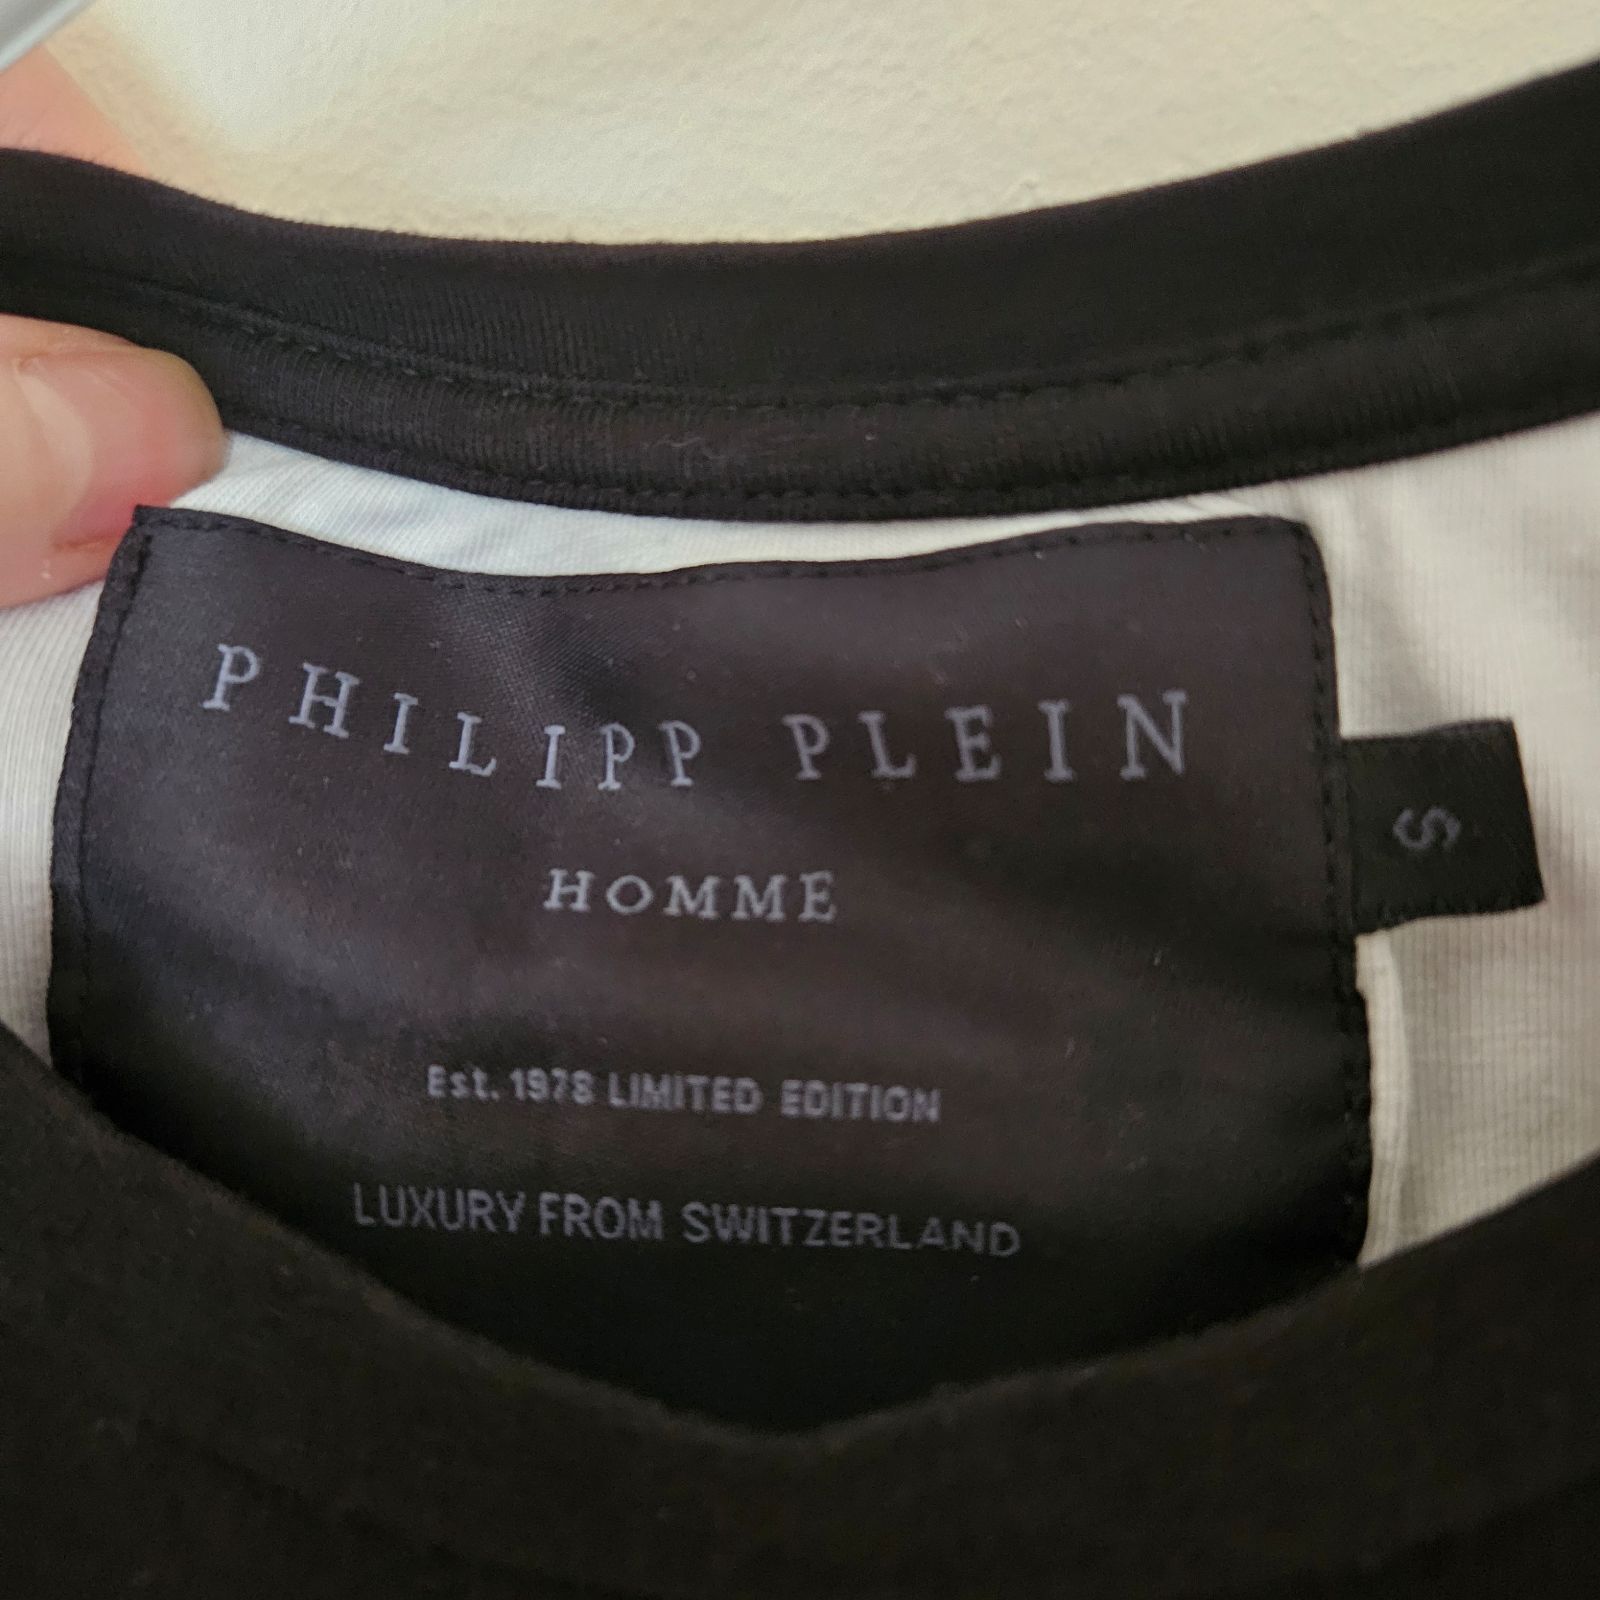 PHILIPP PLEIN
HOMME
S
Est. 1978 LIMITED EDITION
LUXURY FROM SWITZERLAND